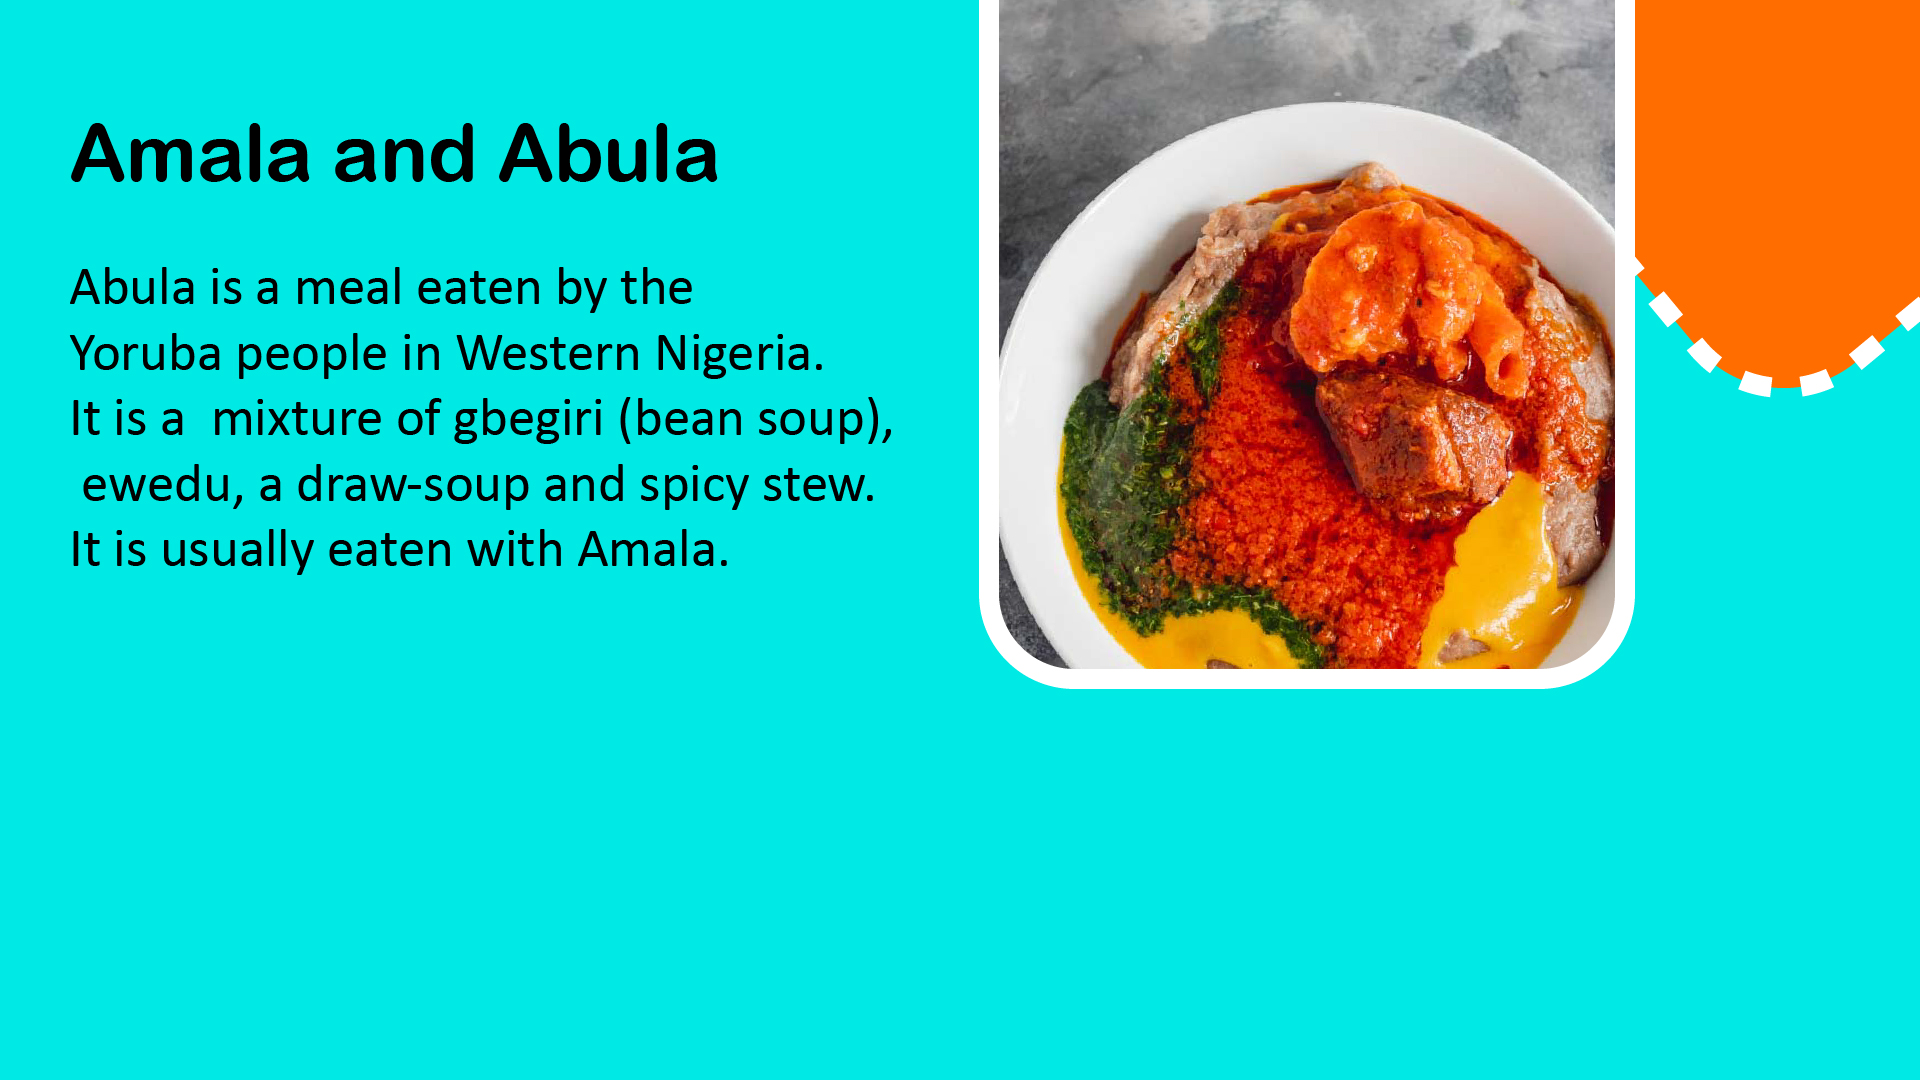 Amala and Abula
Abula is a meal eaten by the
Yoruba people in Western Nigeria.
It is a  mixture of gbegiri (bean soup),
ewedu, a draw-soup and spicy stew.
It is usually eaten with Amala.